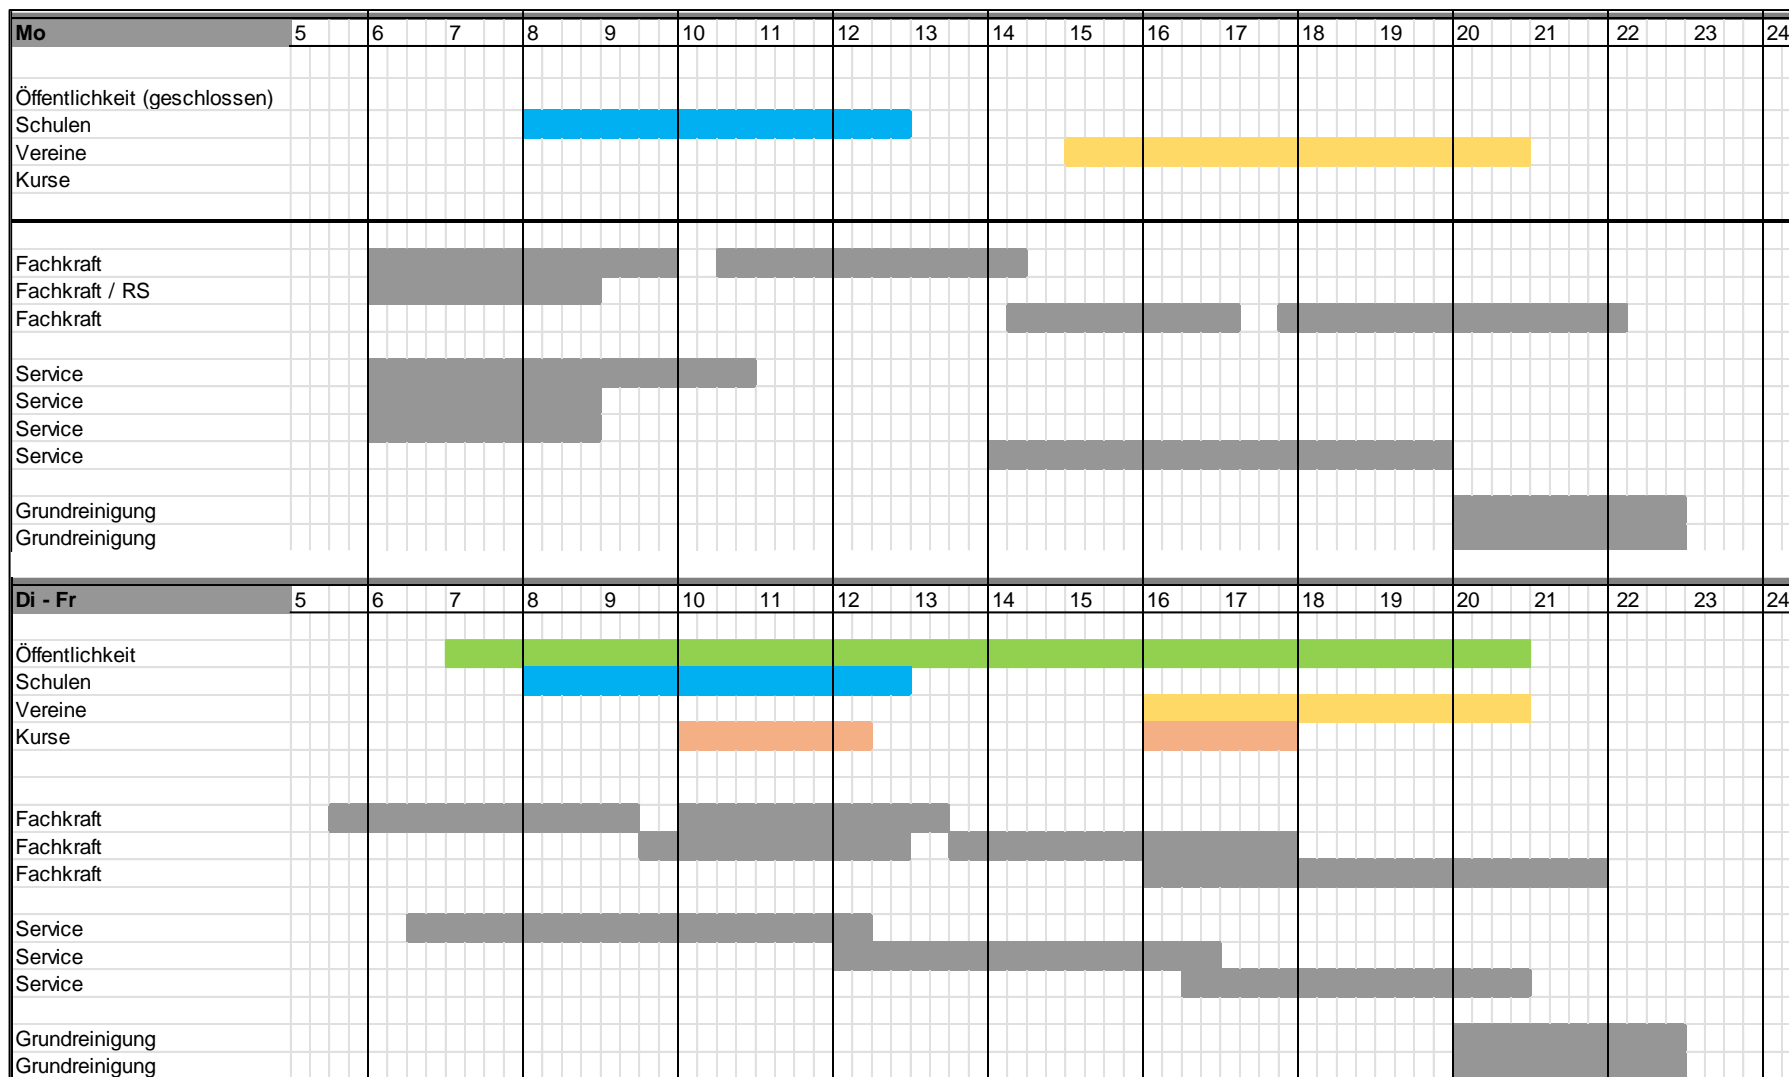 Mo 5 6 7 8 9 10 11 12 13 14 15 16 17 18 19 20 21 22 23 24
Öffentlichkeit (geschlossen)
Schulen
Vereine
Kurse
Fachkraft
Fachkraft / RS
Fachkraft
Service
Service
Service
Service
Grundreinigung
Grundreinigung
Di - Fr 5 6 7 8 9 10 11 12 13 14 15 16 17 18 19 20 21 22 23 24
Öffentlichkeit
Schulen
Vereine
Kurse
Fachkraft
Fachkraft
Fachkraft
Service
Service
Service
Grundreinigung
Grundreinigung